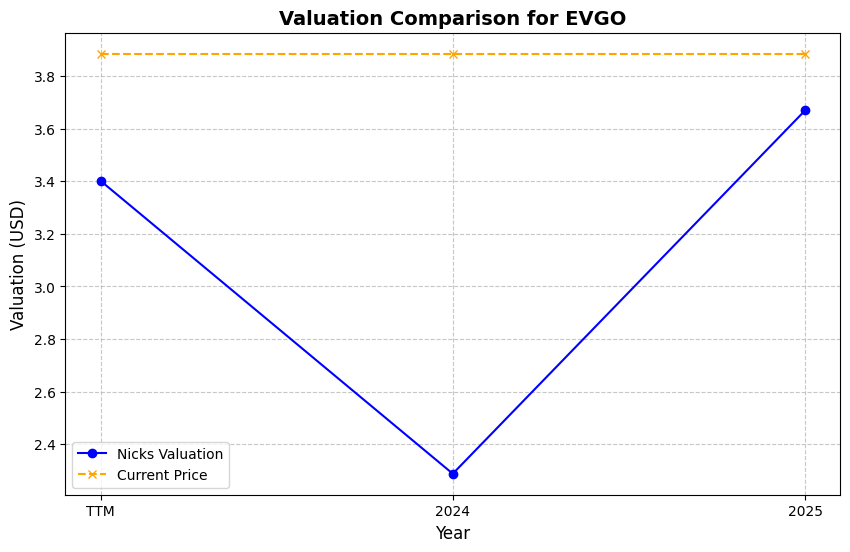 Valuation Comparison for EVGO
Valuation (USD)
3.8
3.6
3.4
3.2
3.0
2.8
2.6
2.4
Nicks Valuation
Current Price
TTM
2024
2025
Year